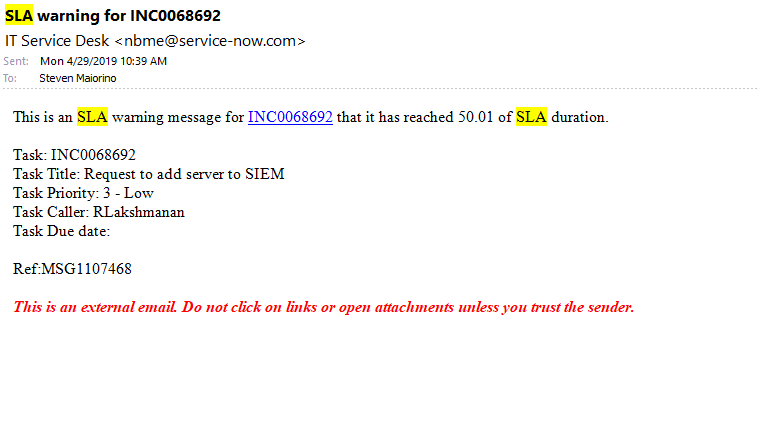 SLA warning for INC0068692
IT Service Desk <nbme@service-now.com>
Sent: Mon 4/29/2019 10:39 AM
To: Steven Maiorino
This is an SLA warning message for INC0068692 that it has reached 50.01 of SLA duration.
Task: INC0068692
Task Title: Request to add server to SIEM
Task Priority: 3 - Low
Task Caller: RLakshmanan
Task Due date:
Ref:MSG1107468
This is an external email. Do not click on links or open attachments unless you trust the sender.